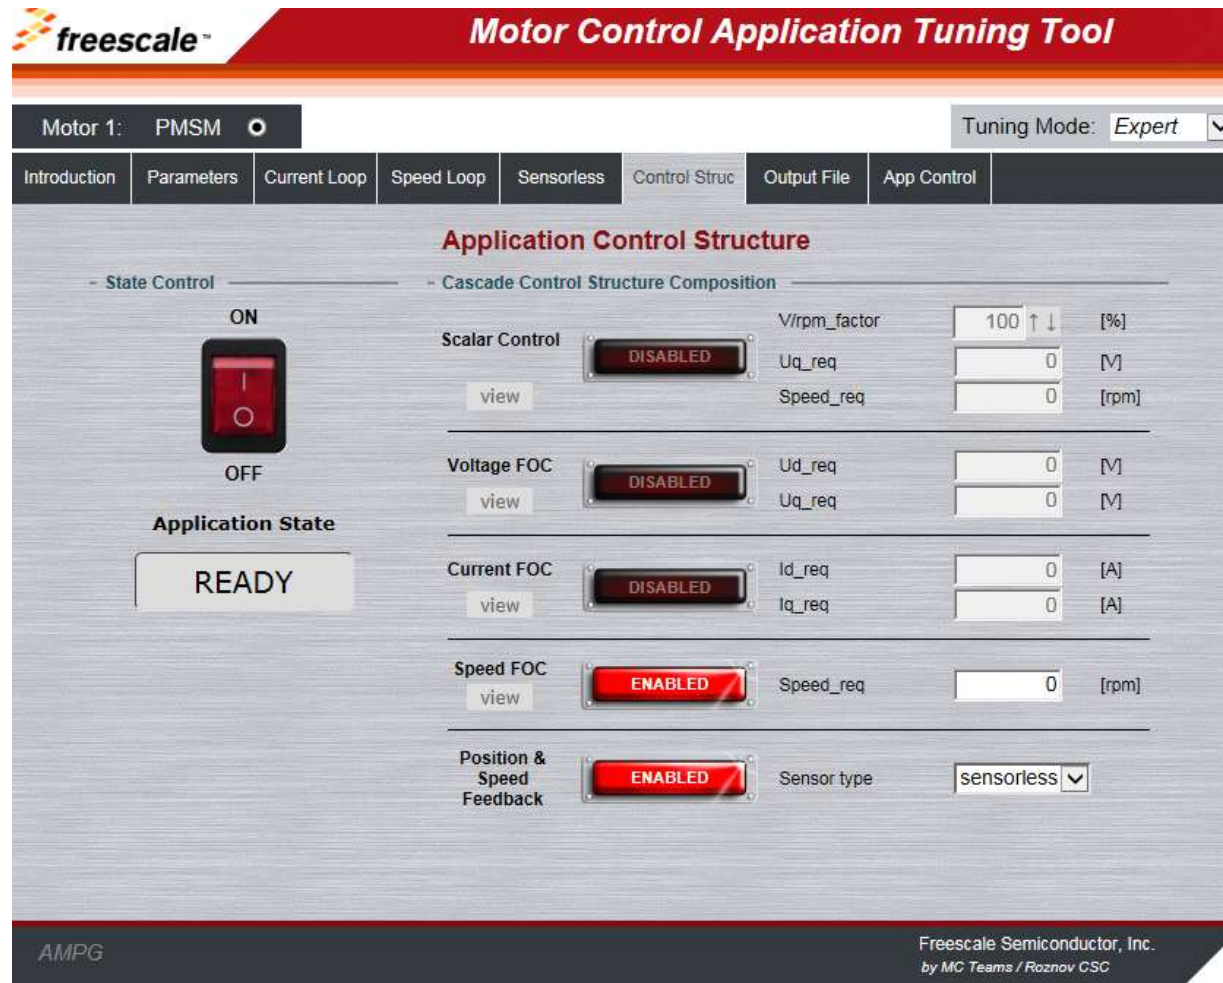 freescale™
Motor Control Application Tuning Tool
Motor 1: PMSM
Tuning Mode: Expert
Introduction Parameters Current Loop Speed Loop Sensorless Control Struc Output File App Control
Application Control Structure
State Control
Cascade Control Structure Composition
ON
I
O
OFF
Application State
READY
Scalar Control
view
DISABLED
V/rpm_factor 100 ↑↓ [%]
Uq_req 0 [V]
Speed_req 0 [rpm]
Voltage FOC
view
DISABLED
Ud_req 0 [V]
Uq_req 0 [V]
Current FOC
view
DISABLED
Id_req 0 [A]
Iq_req 0 [A]
Speed FOC
view
ENABLED
Speed_req 0 [rpm]
Position &
Speed
Feedback
ENABLED
Sensor type sensorless
AMPG
Freescale Semiconductor, Inc.
by MC Teams / Roznov CSC